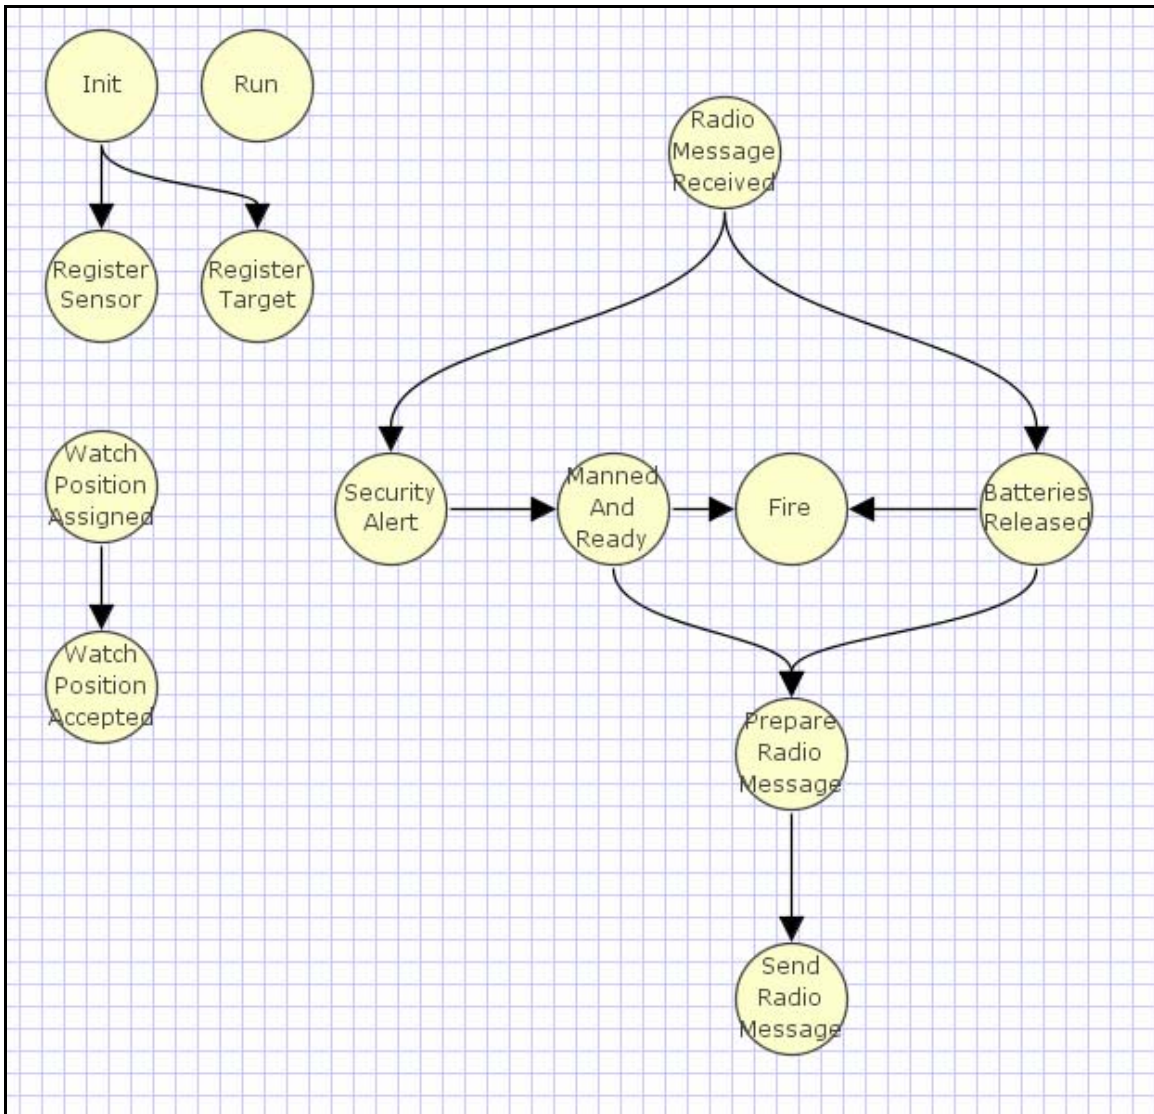 Init
Run
Radio
Message
Received
Register
Sensor
Register
Target
Watch
Position
Assigned
Security
Alert
Manned
And
Ready
Fire
Batteries
Released
Watch
Position
Accepted
Prepare
Radio
Message
Send
Radio
Message